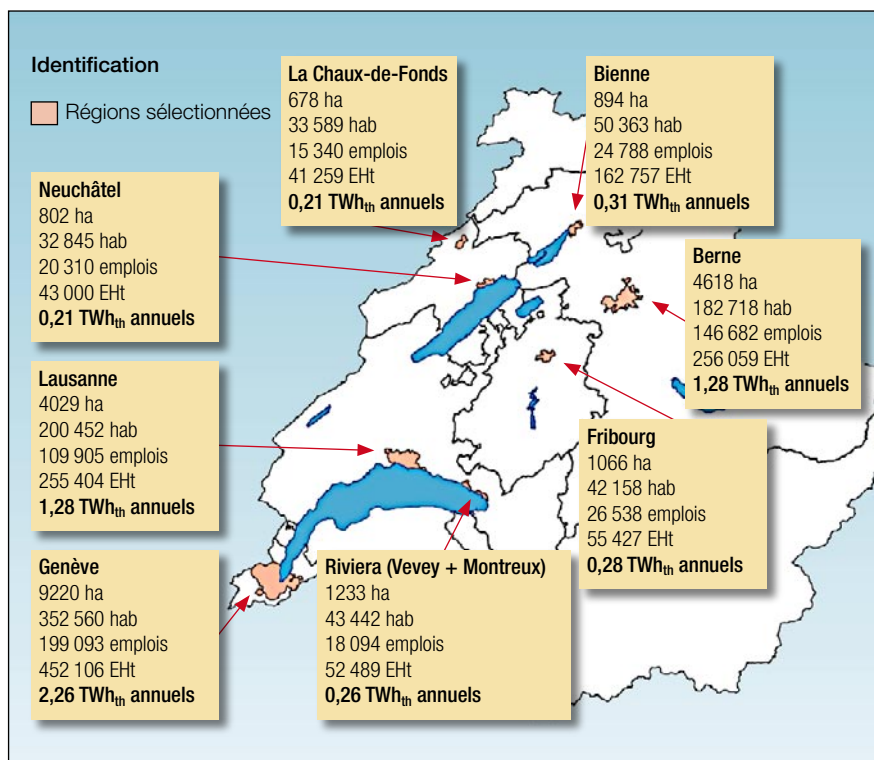 Identification
Régions sélectionnées
La Chaux-de-Fonds
678 ha
33 589 hab
15 340 emplois
41 259 EHt
0,21 TWhth annuels
Bienne
894 ha
50 363 hab
24 788 emplois
162 757 EHt
0,31 TWhth annuels
Neuchâtel
802 ha
32 845 hab
20 310 emplois
43 000 EHt
0,21 TWhth annuels
Berne
4618 ha
182 718 hab
146 682 emplois
256 059 EHt
1,28 TWhth annuels
Lausanne
4029 ha
200 452 hab
109 905 emplois
255 404 EHt
1,28 TWhth annuels
Fribourg
1066 ha
42 158 hab
26 538 emplois
55 427 EHt
0,28 TWhth annuels
Genève
9220 ha
352 560 hab
199 093 emplois
452 106 EHt
2,26 TWhth annuels
Riviera (Vevey + Montreux)
1233 ha
43 442 hab
18 094 emplois
52 489 EHt
0,26 TWhth annuels